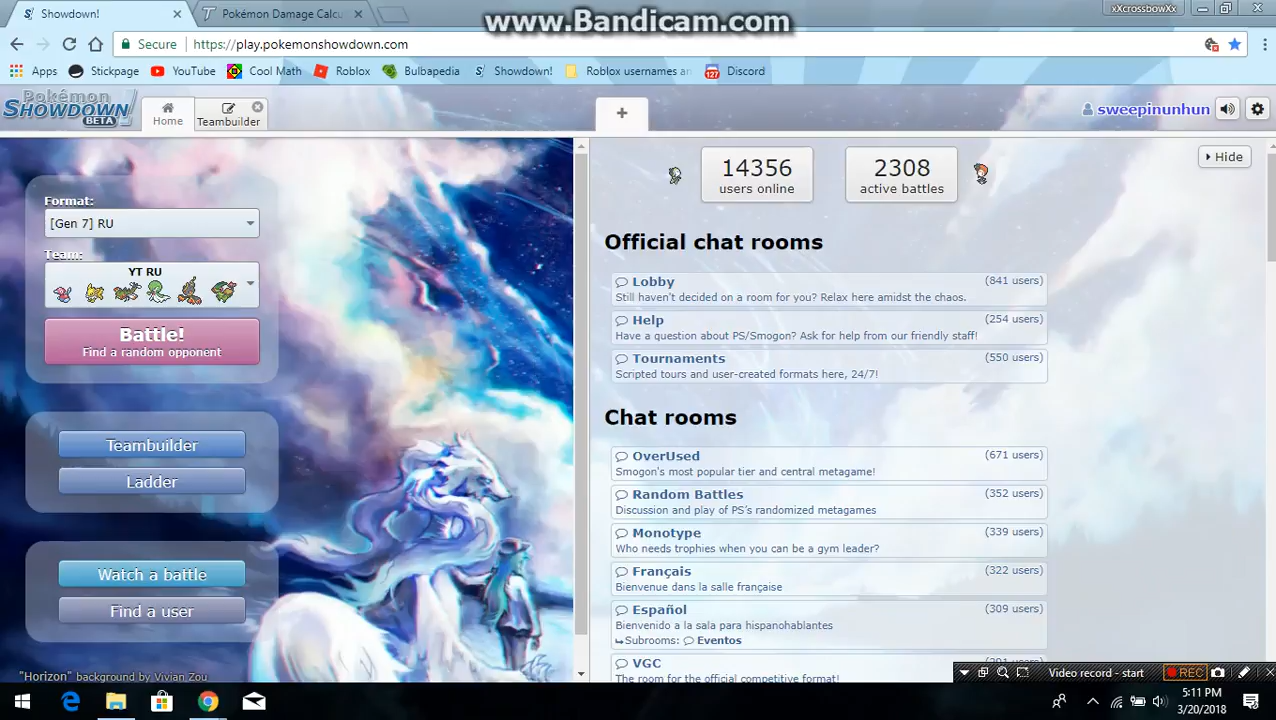 www.Bandicam.com
Showdown!
Pokémon Damage Calcu
xXcrossbowXx
Secure
https://play.pokemonshowdown.com
Apps
Stickpage
YouTube
Cool Math
Roblox
Bulbapedia
Showdown!
Roblox usernames an
127
Discord
Pokémon
SHOWDOWN
BETA
Home
Teambuilder
+
sweepinunhun
Format:
[Gen 7] RU
Team:
YT RU
Battle!
Find a random opponent
Teambuilder
Ladder
Watch a battle
Find a user
"Horizon" background by Vivian Zou
14356
users online
2308
active battles
Hide
Official chat rooms
Lobby (841 users)
Still haven't decided on a room for you? Relax here amidst the chaos.
Help (254 users)
Have a question about PS/Smogon? Ask for help from our friendly staff!
Tournaments (550 users)
Scripted tours and user-created formats here, 24/7!
Chat rooms
OverUsed (671 users)
Smogon's most popular tier and central metagame!
Random Battles (352 users)
Discussion and play of PS's randomized metagames
Monotype (339 users)
Who needs trophies when you can be a gym leader?
Français (322 users)
Bienvenue dans la salle française
Español (309 users)
Bienvenido a la sala para hispanohablantes
Subrooms: Eventos
VGC
The room for the official competitive format!
Video record - start
REC
5:11 PM
3/20/2018